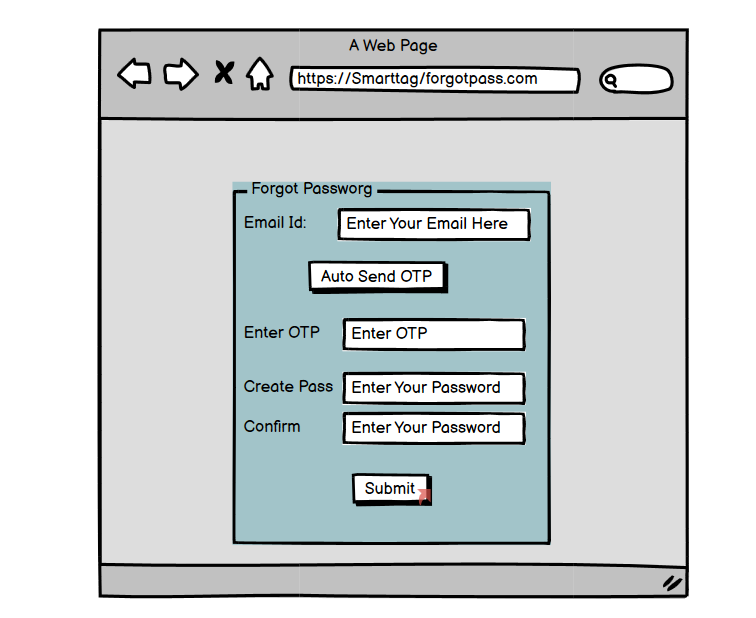 A Web Page
https://Smarttag/forgotpass.com
Forgot Passworg
Email Id: Enter Your Email Here
Auto Send OTP
Enter OTP Enter OTP
Create Pass Enter Your Password
Confirm Enter Your Password
Submit